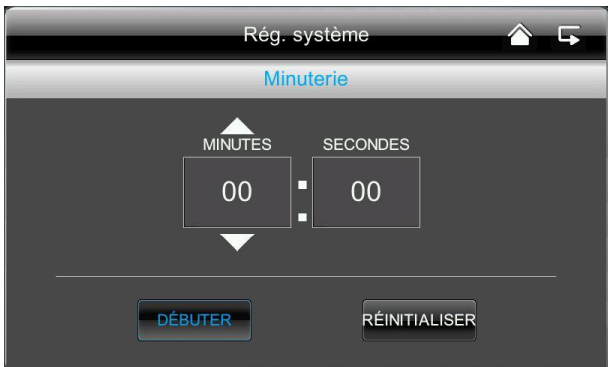 Rég. système
Minuterie
MINUTES SECONDES
00 : 00
DÉBUTER RÉINITIALISER